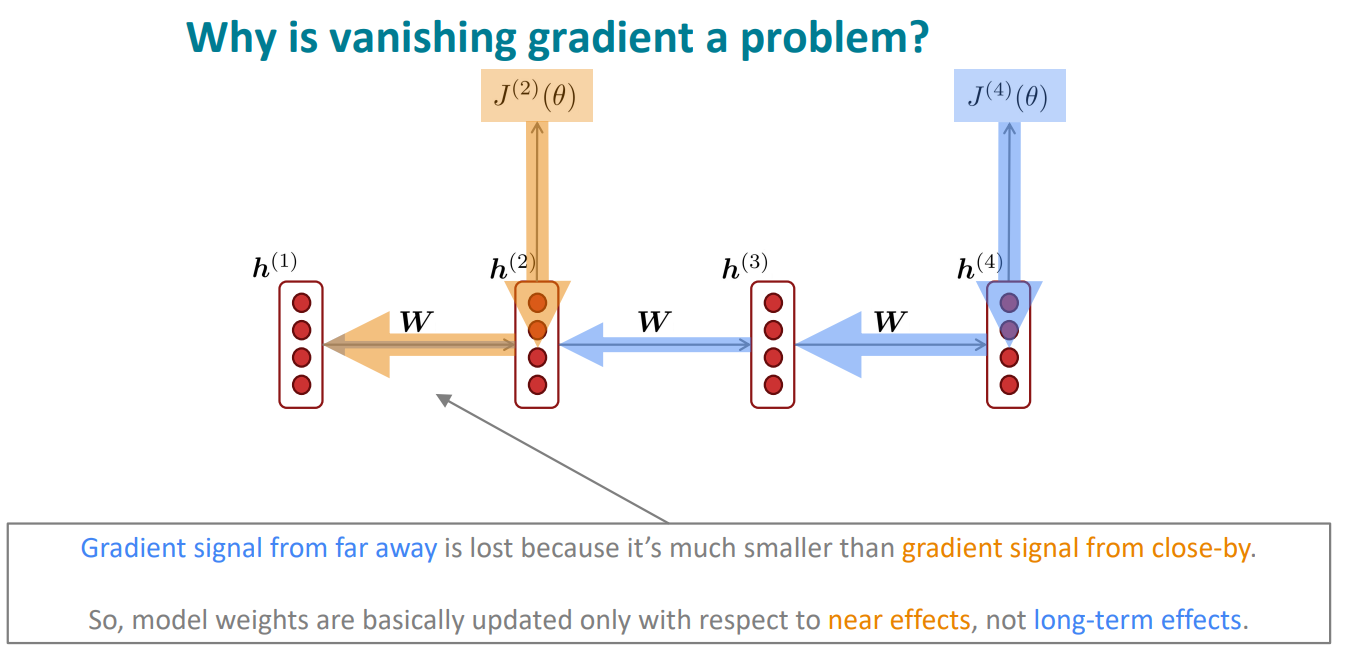 Why is vanishing gradient a problem?
J⁽²⁾(θ) J⁽⁴⁾(θ)
h⁽¹⁾ h⁽²⁾ h⁽³⁾ h⁽⁴⁾
W W W
Gradient signal from far away is lost because it’s much smaller than gradient signal from close-by.
So, model weights are basically updated only with respect to near effects, not long-term effects.